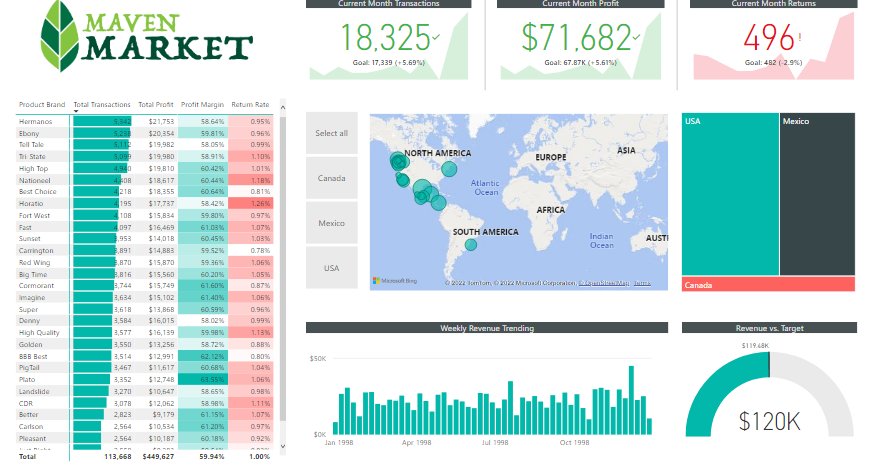 MAVEN
MARKET
Current Month Transactions
18,325
Goal: 17,339 (+5.69%)
Current Month Profit
$71,682
Goal: 67.87K (+5.61%)
Current Month Returns
496!
Goal: 482 (-2.9%)
Product Brand Total Transactions Total Profit Profit Margin Return Rate
Hermanos 5,342 $21,753 58.64% 0.95%
Ebony 5,238 $20,354 59.81% 0.96%
Tell Tale 5,112 $19,982 58.05% 0.99%
Tri-State 5,099 $19,980 58.91% 1.10%
High Top 4,940 $19,810 60.42% 1.01%
Nationeel 4,408 $18,617 60.44% 1.18%
Best Choice 4,218 $18,355 60.64% 0.81%
Horatio 4,195 $17,737 58.42% 1.26%
Fort West 4,108 $15,834 59.80% 0.97%
Fast 4,097 $16,469 61.03% 1.07%
Sunset 3,953 $14,018 60.45% 1.03%
Carrington 3,891 $14,883 59.52% 0.78%
Red Wing 3,870 $15,870 59.36% 1.06%
Big Time 3,816 $15,560 60.20% 1.05%
Cormorant 3,744 $15,749 61.60% 0.87%
Imagine 3,634 $15,102 61.40% 1.06%
Super 3,618 $13,868 60.59% 0.96%
Denny 3,584 $16,015 58.02% 0.99%
High Quality 3,577 $16,139 59.98% 1.13%
Golden 3,550 $13,256 58.72% 0.88%
BBB Best 3,514 $12,991 62.12% 0.80%
PigTail 3,467 $11,617 60.68% 1.04%
Plato 3,352 $12,748 63.55% 1.06%
Landslide 3,270 $10,647 58.65% 0.98%
CDR 3,078 $12,062 58.98% 1.11%
Better 2,823 $9,179 61.15% 1.07%
Carlson 2,564 $10,534 61.20% 0.97%
Pleasant 2,564 $10,187 60.18% 0.92%
Total 113,668 $449,627 59.94% 1.00%
Select all
Canada
Mexico
USA
NORTH AMERICA
EUROPE
ASIA
Atlantic
Ocean
AFRICA
SOUTH AMERICA
Indian
Ocean
AUSTI
Microsoft Bing
© 2022 TomTom, © 2022 Microsoft Corporation, © OpenStreetMap Terms
USA
Mexico
Canada
Weekly Revenue Trending
$50K
$0K
Jan 1998 Apr 1998 Jul 1998 Oct 1998
Revenue vs. Target
$119.48K
$120K